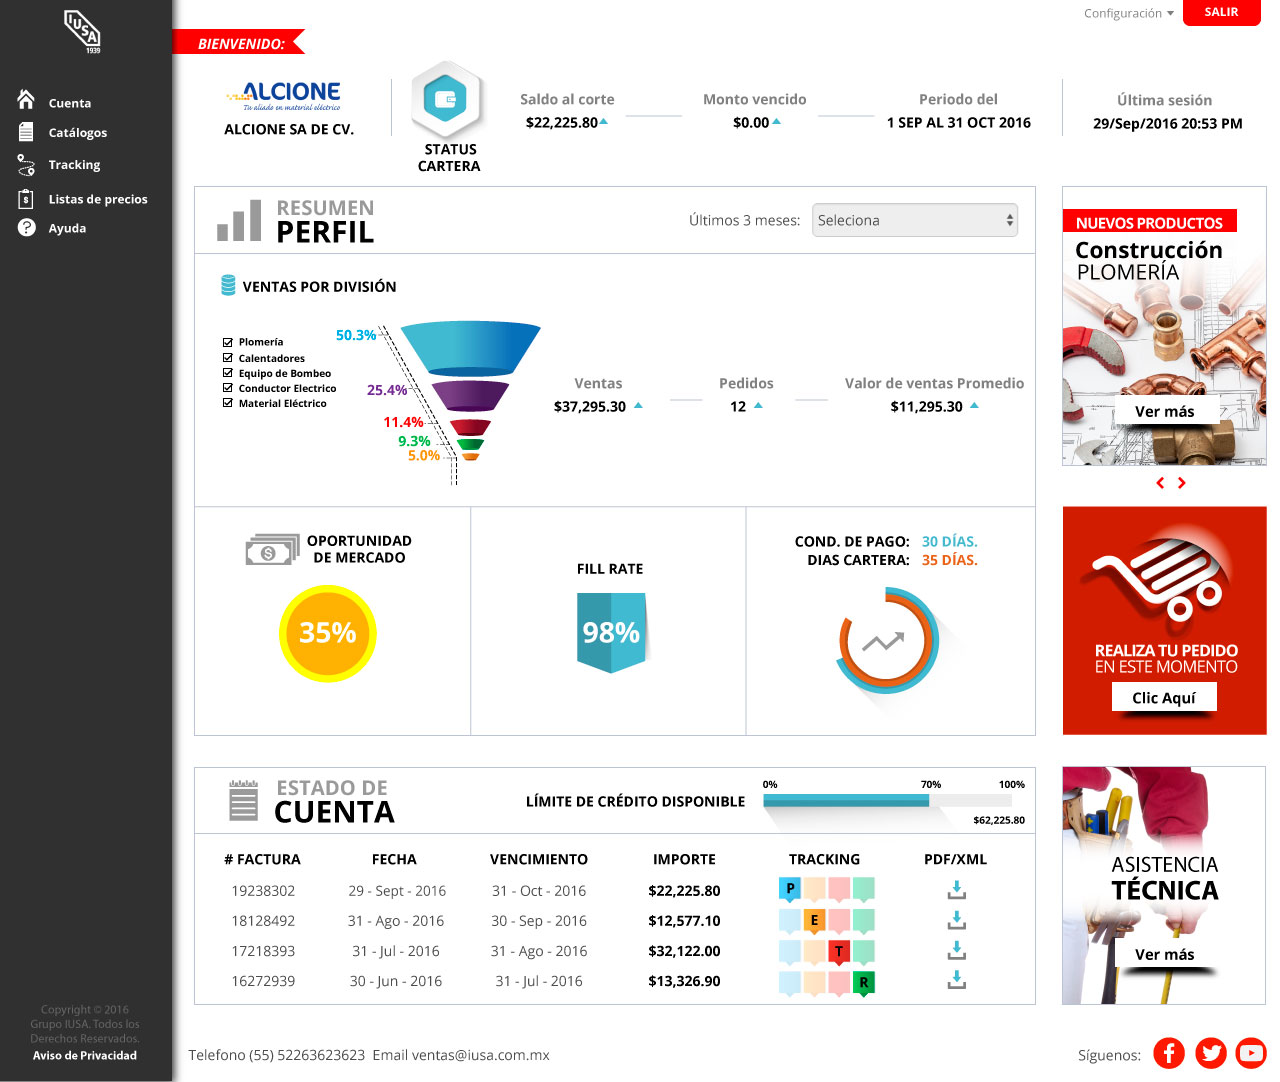 IUSA
1939
Configuración
SALIR
BIENVENIDO:
Cuenta
Catálogos
Tracking
Listas de precios
Ayuda
ALCIONE
Tu aliado en material eléctrico
ALCIONE SA DE CV.
STATUS
CARTERA
Saldo al corte
$22,225.80
Monto vencido
$0.00
Periodo del
1 SEP AL 31 OCT 2016
Última sesión
29/Sep/2016 20:53 PM
RESUMEN
PERFIL
Últimos 3 meses:
Seleciona
VENTAS POR DIVISIÓN
Plomería
Calentadores
Equipo de Bombeo
Conductor Electrico
Material Eléctrico
50.3%
25.4%
11.4%
9.3%
5.0%
Ventas
$37,295.30
Pedidos
12
Valor de ventas Promedio
$11,295.30
OPORTUNIDAD
DE MERCADO
35%
FILL RATE
98%
COND. DE PAGO: 30 DÍAS.
DIAS CARTERA: 35 DÍAS.
NUEVOS PRODUCTOS
Construcción
PLOMERÍA
Ver más
REALIZA TU PEDIDO
EN ESTE MOMENTO
Clic Aquí
ESTADO DE
CUENTA
LÍMITE DE CRÉDITO DISPONIBLE
0% 70% 100%
$62,225.80
# FACTURA FECHA VENCIMIENTO IMPORTE TRACKING PDF/XML
19238302 29 - Sept - 2016 31 - Oct - 2016 $22,225.80 P
18128492 31 - Ago - 2016 30 - Sep - 2016 $12,577.10 E
17218393 31 - Jul - 2016 31 - Ago - 2016 $32,122.00 T
16272939 30 - Jun - 2016 31 - Jul - 2016 $13,326.90 R
ASISTENCIA
TÉCNICA
Ver más
Copyright © 2016
Grupo IUSA. Todos los
Derechos Reservados.
Aviso de Privacidad
Telefono (55) 52263623623 Email ventas@iusa.com.mx
Síguenos: